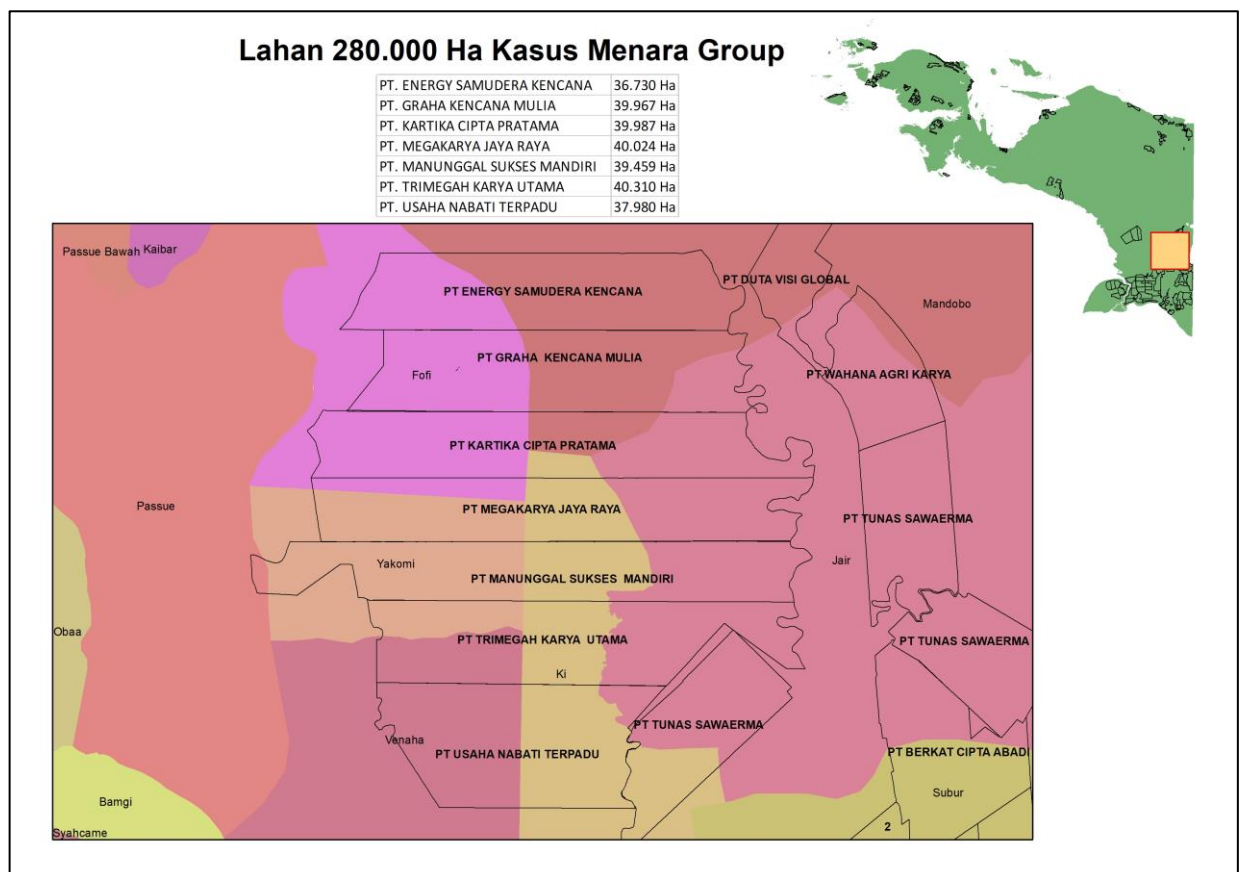 Lahan 280.000 Ha Kasus Menara Group
PT. ENERGY SAMUDERA KENCANA 36.730 Ha
PT. GRAHA KENCANA MULIA 39.967 Ha
PT. KARTIKA CIPTA PRATAMA 39.987 Ha
PT. MEGAKARYA JAYA RAYA 40.024 Ha
PT. MANUNGGAL SUKSES MANDIRI 39.459 Ha
PT. TRIMEGAH KARYA UTAMA 40.310 Ha
PT. USAHA NABATI TERPADU 37.980 Ha
Passue Bawah Kaibar
PT DUTA VISI GLOBAL
PT ENERGY SAMUDERA KENCANA
Mandobo
PT GRAHA KENCANA MULIA
Fofi
PT WAHANA AGRI KARYA
PT KARTIKA CIPTA PRATAMA
Passue
PT MEGAKARYA JAYA RAYA
PT TUNAS SAWAERMA
Yakomi
Jair
PT MANUNGGAL SUKSES MANDIRI
Obaa
PT TRIMEGAH KARYA UTAMA
PT TUNAS SAWAERMA
Ki
PT TUNAS SAWAERMA
Venaha
PT USAHA NABATI TERPADU
PT BERKAT CIPTA ABADI
Bamgi
Subur
Syahcame
2